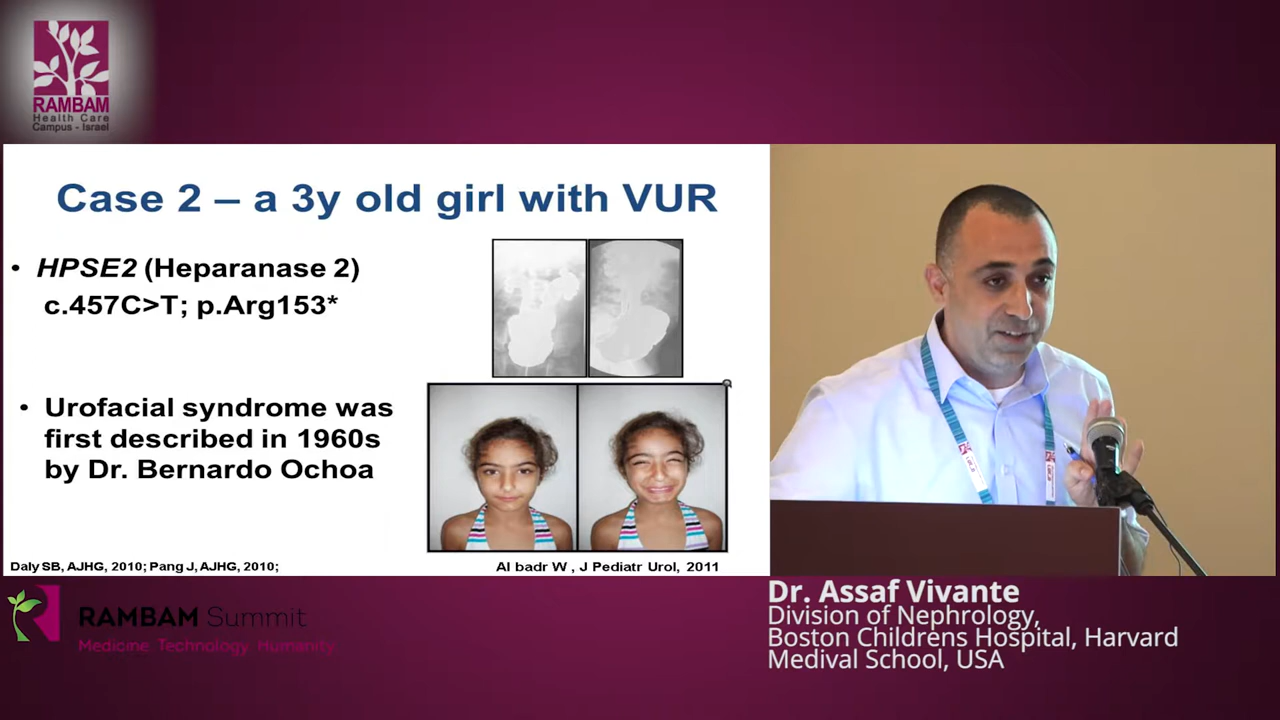 RAMBAM
Health Care
Campus - Israel
Case 2 – a 3y old girl with VUR
• HPSE2 (Heparanase 2)
c.457C>T; p.Arg153*
• Urofacial syndrome was
first described in 1960s
by Dr. Bernardo Ochoa
Daly SB, AJHG, 2010; Pang J, AJHG, 2010;
Al badr W , J Pediatr Urol, 2011
RAMBAM Summit
Medicine. Technology. Humanity.
Dr. Assaf Vivante
Division of Nephrology,
Boston Childrens Hospital, Harvard
Medival School, USA